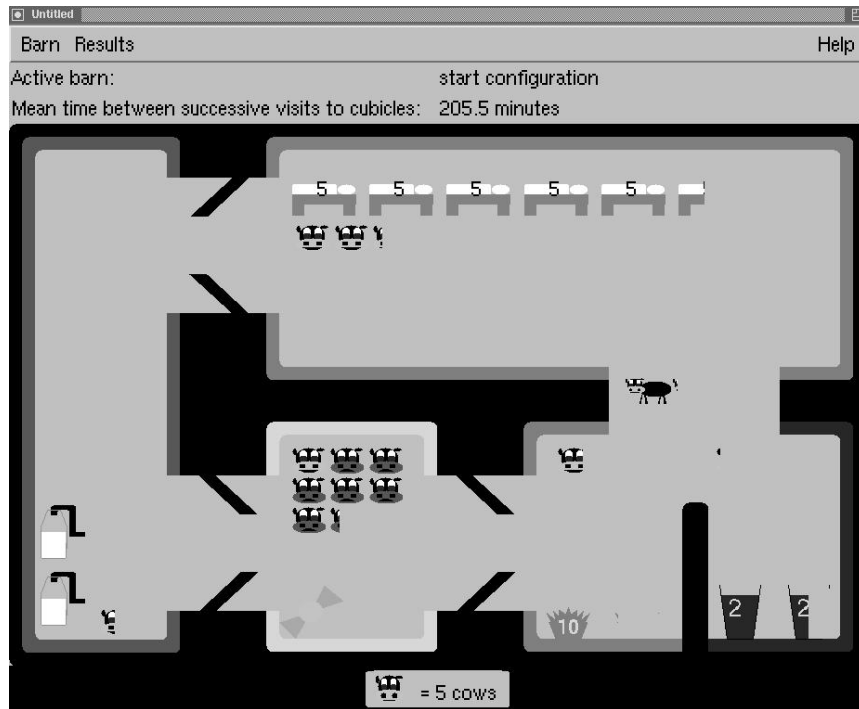 Untitled
Barn Results Help
Active barn: start configuration
Mean time between successive visits to cubicles: 205.5 minutes
5 5 5 5 5
10 2 2
= 5 cows